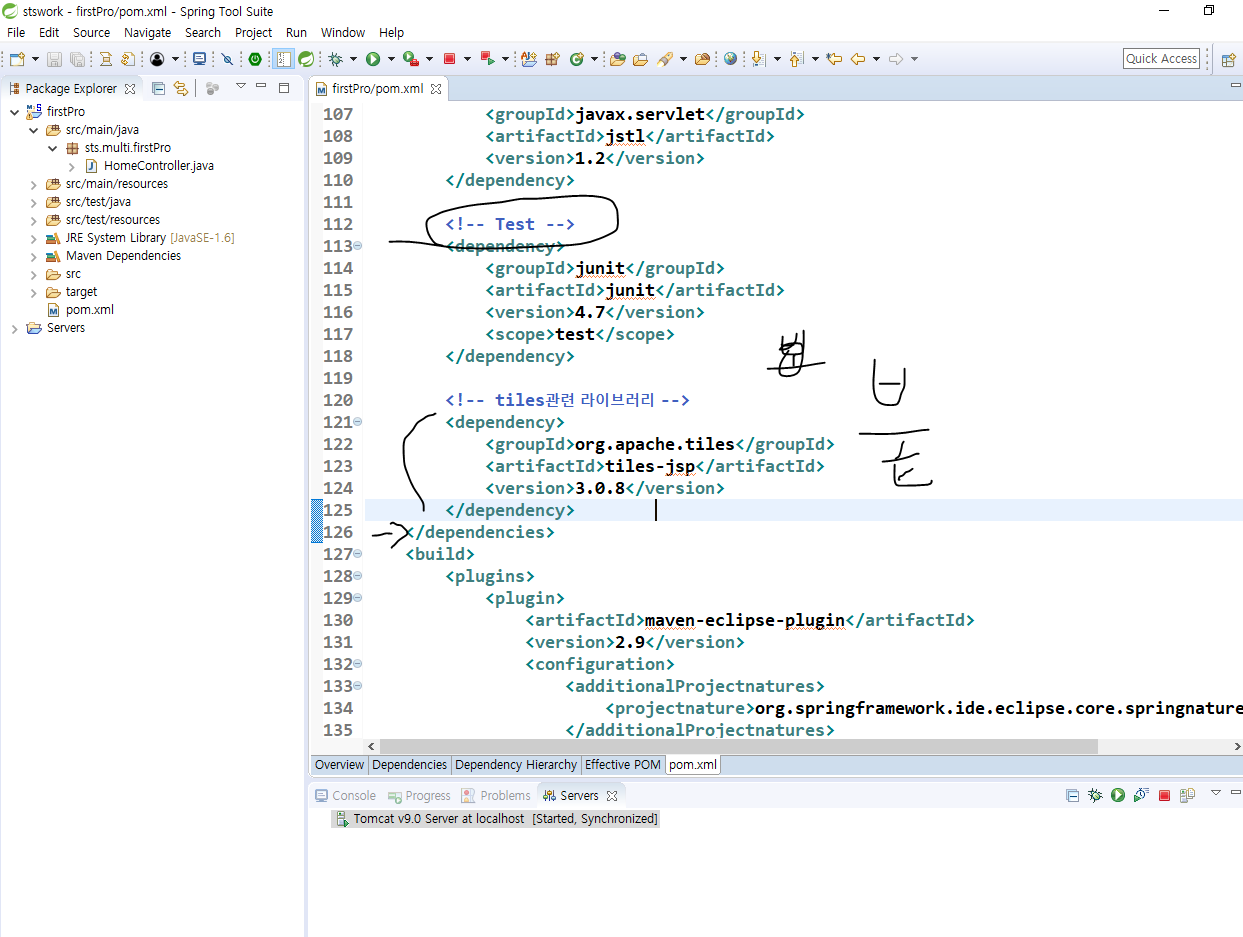 stswork - firstPro/pom.xml - Spring Tool Suite
File Edit Source Navigate Search Project Run Window Help
Quick Access
Package Explorer
firstPro
src/main/java
sts.multi.firstPro
HomeController.java
src/main/resources
src/test/java
src/test/resources
JRE System Library [JavaSE-1.6]
Maven Dependencies
src
target
pom.xml
Servers
firstPro/pom.xml
107 <groupId>javax.servlet</groupId>
108 <artifactId>jstl</artifactId>
109 <version>1.2</version>
110 </dependency>
111
112 <!-- Test -->
113 <dependency>
114 <groupId>junit</groupId>
115 <artifactId>junit</artifactId>
116 <version>4.7</version>
117 <scope>test</scope>
118 </dependency>
119
120 <!-- tiles관련 라이브러리 -->
121 <dependency>
122 <groupId>org.apache.tiles</groupId>
123 <artifactId>tiles-jsp</artifactId>
124 <version>3.0.8</version>
125 </dependency>
126 </dependencies>
127 <build>
128 <plugins>
129 <plugin>
130 <artifactId>maven-eclipse-plugin</artifactId>
131 <version>2.9</version>
132 <configuration>
133 <additionalProjectnatures>
134 <projectnature>org.springframework.ide.eclipse.core.springnature
135 </additionalProjectnatures>
Overview Dependencies Dependency Hierarchy Effective POM pom.xml
Console Progress Problems Servers
Tomcat v9.0 Server at localhost [Started, Synchronized]